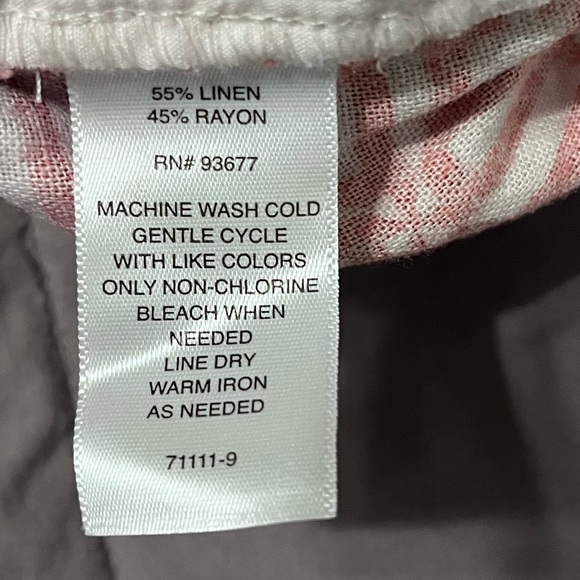 55% LINEN
45% RAYON
RN# 93677
MACHINE WASH COLD
GENTLE CYCLE
WITH LIKE COLORS
ONLY NON-CHLORINE
BLEACH WHEN
NEEDED
LINE DRY
WARM IRON
AS NEEDED
71111-9